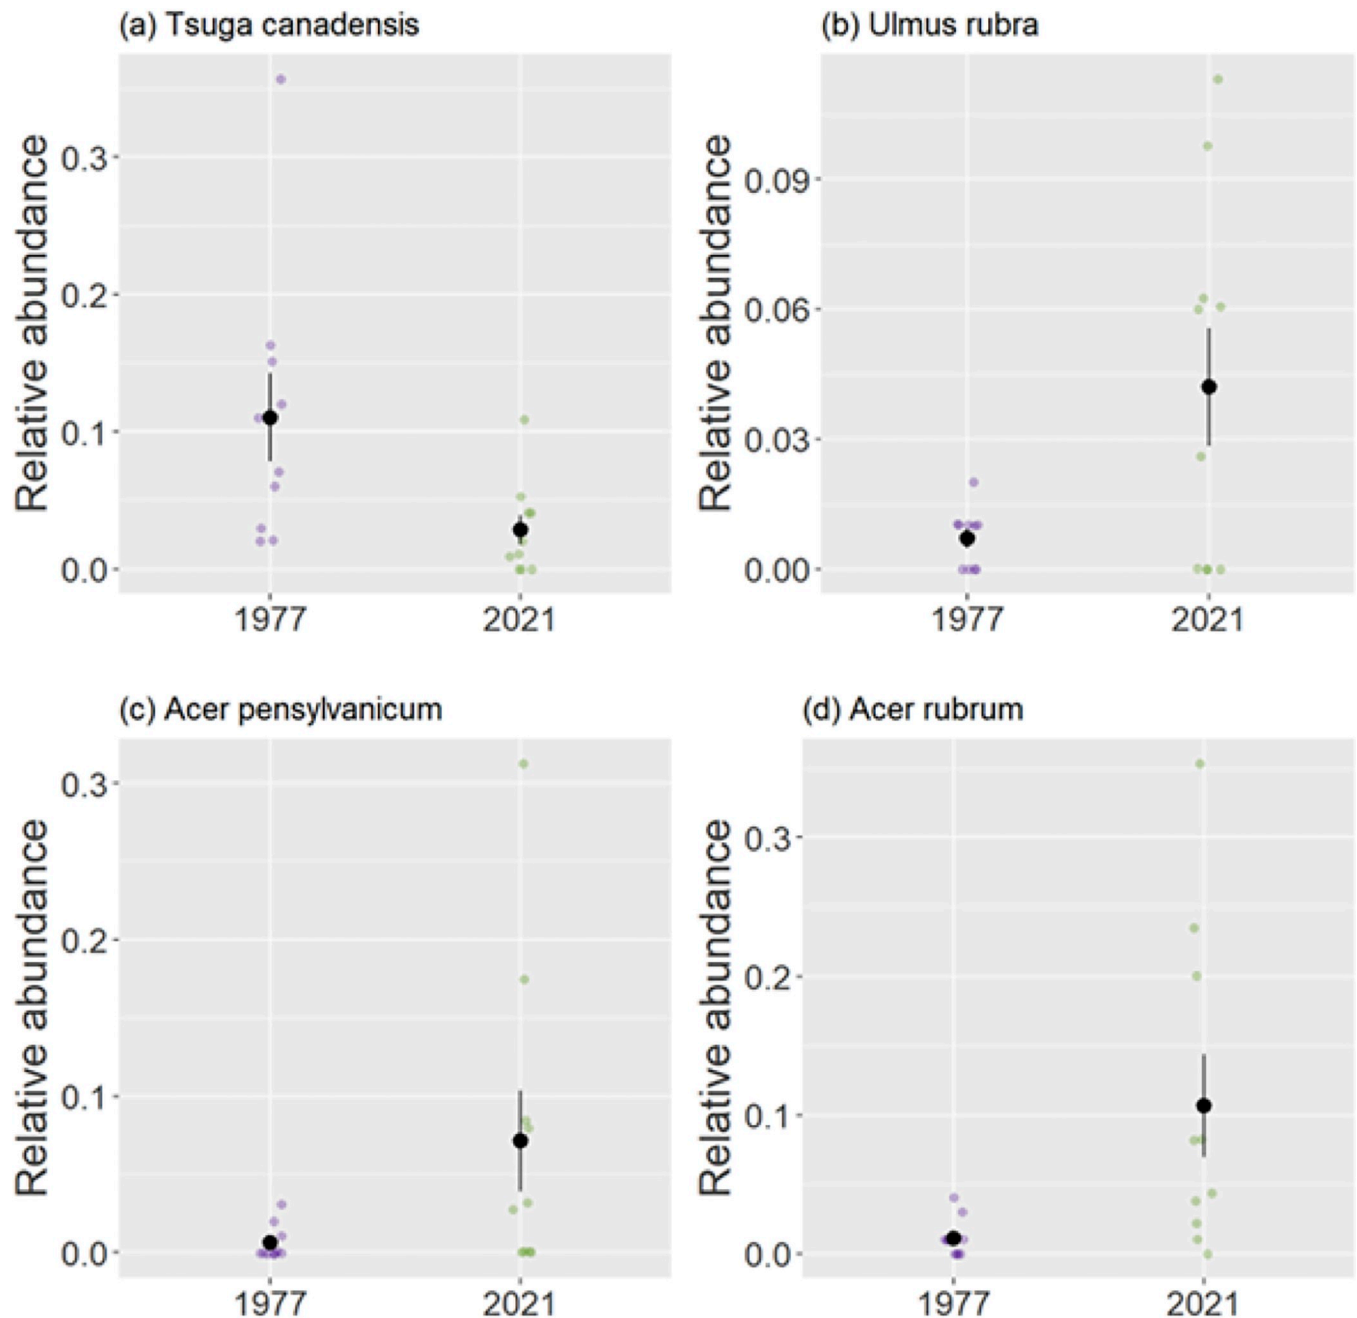 (a) Tsuga canadensis
Relative abundance
0.3
0.2
0.1
0.0
1977 2021
(b) Ulmus rubra
Relative abundance
0.09
0.06
0.03
0.00
1977 2021
(c) Acer pensylvanicum
Relative abundance
0.3
0.2
0.1
0.0
1977 2021
(d) Acer rubrum
Relative abundance
0.3
0.2
0.1
0.0
1977 2021